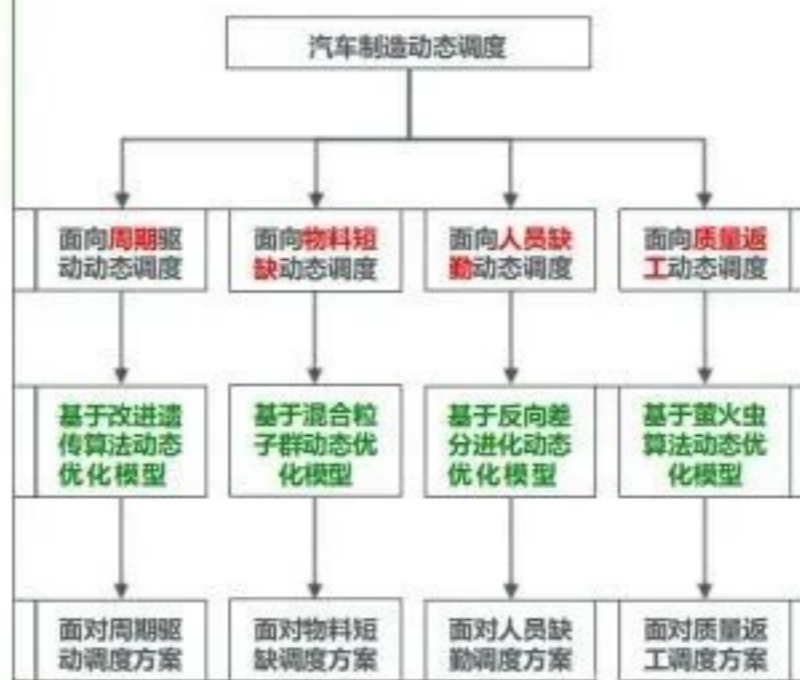 汽车制造动态调度
面向周期驱
动动态调度
面向物料短
缺动态调度
面向人员缺
勤动态调度
面向质量返
工动态调度
基于改进遗
传算法动态
优化模型
基于混合粒
子群动态优
化模型
基于反向差
分进化动态
优化模型
基于萤火虫
算法动态优
化模型
面对周期驱
动调度方案
面对物料短
缺调度方案
面对人员缺
勤调度方案
面对质量返
工调度方案